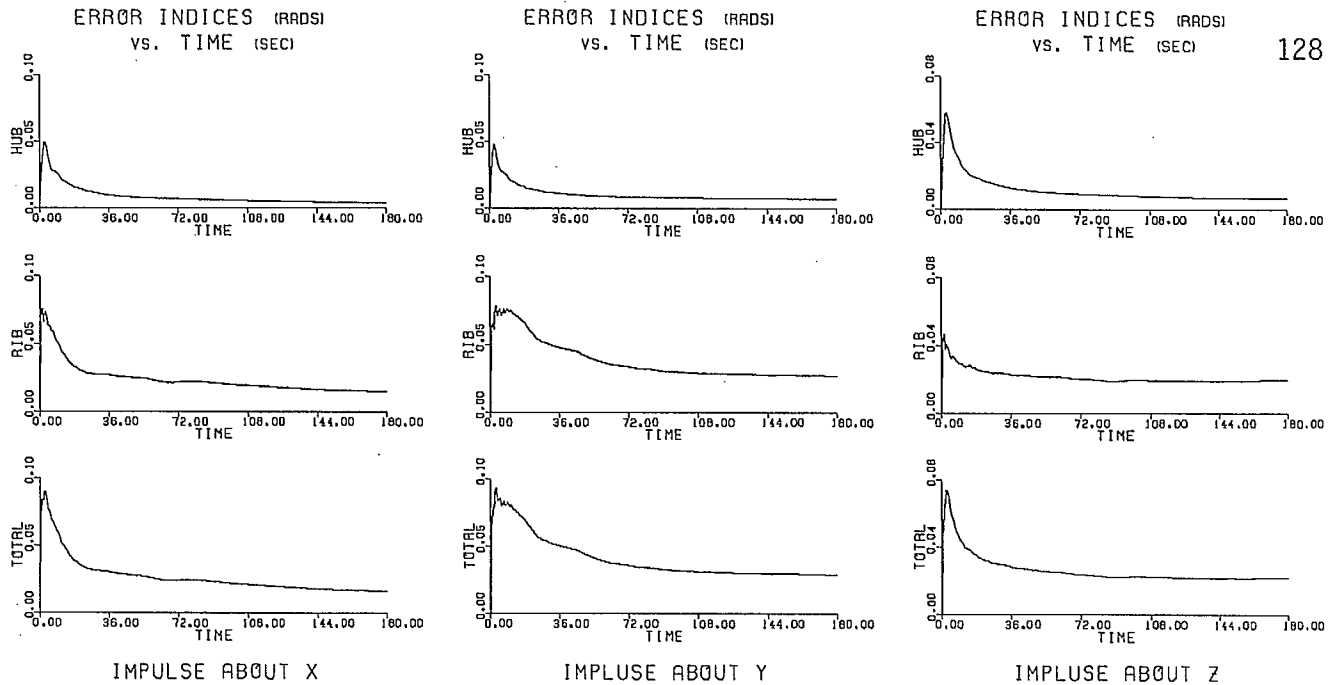 ERROR INDICES (RADS)
VS. TIME (SEC)
ERROR INDICES (RADS)
VS. TIME (SEC)
ERROR INDICES (RADS)
VS. TIME (SEC)
128
HUB
0.00 0.05 0.10
0.00 36.00 72.00 108.00 144.00 180.00
TIME
HUB
0.00 0.05 0.10
0.00 36.00 72.00 108.00 144.00 180.00
TIME
HUB
0.00 0.04 0.08
0.00 36.00 72.00 108.00 144.00 180.00
TIME
RIB
0.00 0.05 0.10
0.00 36.00 72.00 108.00 144.00 180.00
TIME
RIB
0.00 0.05 0.10
0.00 36.00 72.00 108.00 144.00 180.00
TIME
RIB
0.00 0.04 0.08
0.00 36.00 72.00 108.00 144.00 180.00
TIME
TOTAL
0.00 0.05 0.10
0.00 36.00 72.00 108.00 144.00 180.00
TIME
TOTAL
0.00 0.05 0.10
0.00 36.00 72.00 108.00 144.00 180.00
TIME
TOTAL
0.00 0.04 0.08
0.00 36.00 72.00 108.00 144.00 180.00
TIME
IMPULSE ABOUT X
IMPLUSE ABOUT Y
IMPLUSE ABOUT Z